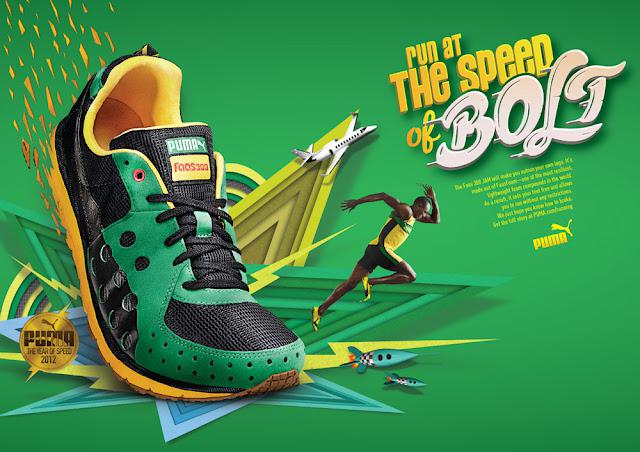 run at
THE SPEED
of BOLT
The Faas 300 JAM will make you outrun your own legs. It's
made out of FaasFoam—one of the most resilient,
lightweight foam compounds in the world.
As a result, it sets your feet free and allows
you to run without any restrictions.
We just hope you know how to brake.
Get the full story at PUMA.com/running
PUMA
PUMA
Faas300
PUMA
THE YEAR OF SPEED
2012